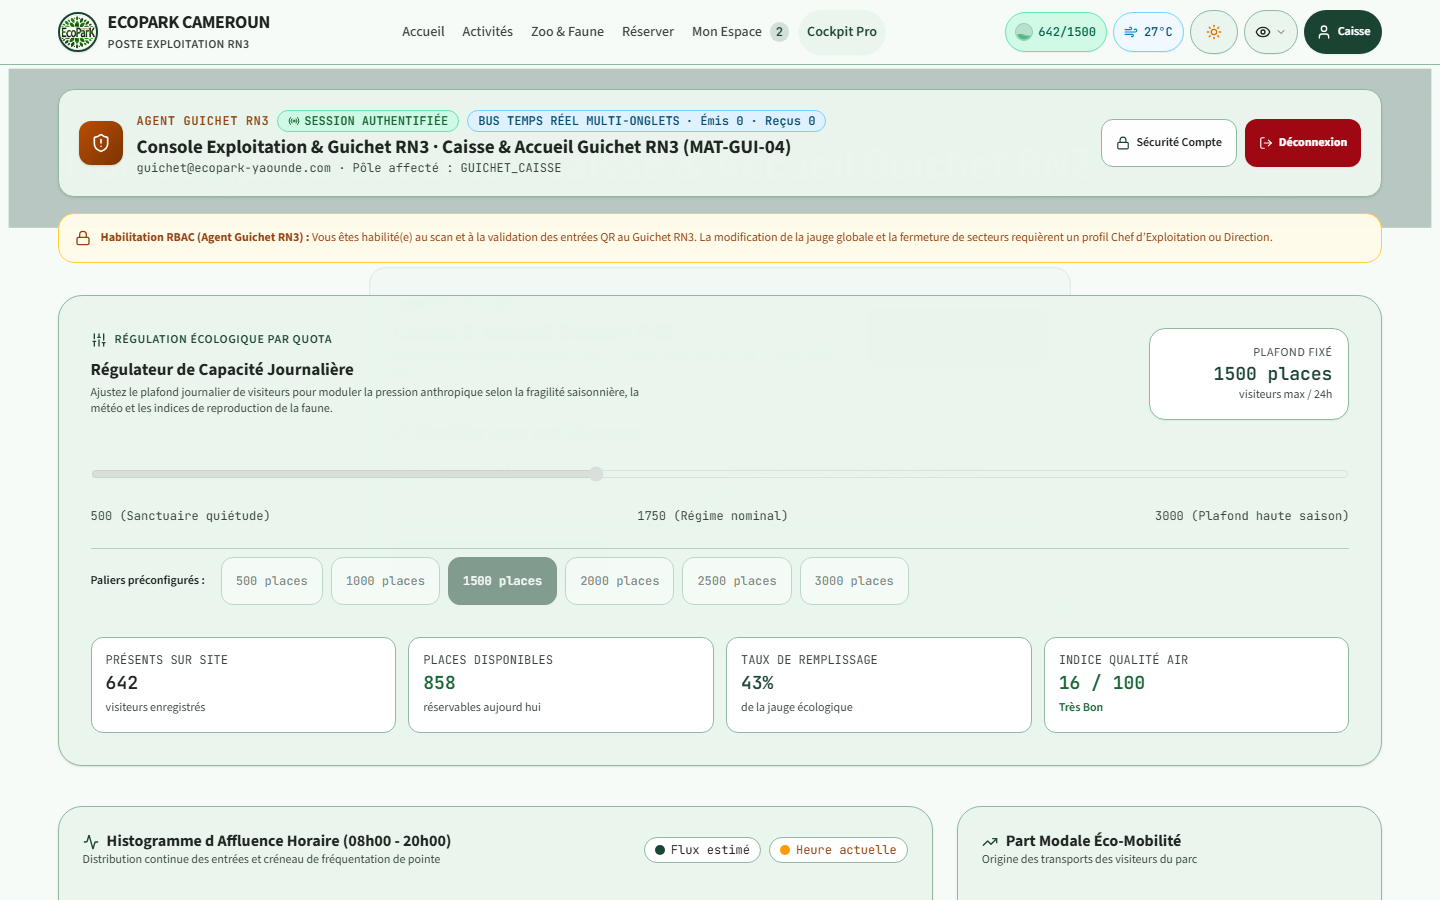 EcoPark
ECOPARK CAMEROUN
POSTE EXPLOITATION RN3
Accueil
Activités
Zoo & Faune
Réserver
Mon Espace 2
Cockpit Pro
642/1500
27°C
Caisse
AGENT GUICHET RN3
SESSION AUTHENTIFIÉE
BUS TEMPS RÉEL MULTI-ONGLETS · Émis 0 · Reçus 0
Console Exploitation & Guichet RN3 · Caisse & Accueil Guichet RN3 (MAT-GUI-04)
guichet@ecopark-yaounde.com · Pôle affecté : GUICHET_CAISSE
Sécurité Compte
Déconnexion
Habilitation RBAC (Agent Guichet RN3) : Vous êtes habilité(e) au scan et à la validation des entrées QR au Guichet RN3. La modification de la jauge globale et la fermeture de secteurs requièrent un profil Chef d'Exploitation ou Direction.
RÉGULATION ÉCOLOGIQUE PAR QUOTA
Régulateur de Capacité Journalière
Ajustez le plafond journalier de visiteurs pour moduler la pression anthropique selon la fragilité saisonnière, la
météo et les indices de reproduction de la faune.
PLAFOND FIXÉ
1500 places
visiteurs max / 24h
500 (Sanctuaire quiétude)
1750 (Régime nominal)
3000 (Plafond haute saison)
Paliers préconfigurés :
500 places
1000 places
1500 places
2000 places
2500 places
3000 places
PRÉSENTS SUR SITE
642
visiteurs enregistrés
PLACES DISPONIBLES
858
réservables aujourd hui
TAUX DE REMPLISSAGE
43%
de la jauge écologique
INDICE QUALITÉ AIR
16 / 100
Très Bon
Histogramme d Affluence Horaire (08h00 - 20h00)
Distribution continue des entrées et créneau de fréquentation de pointe
Flux estimé
Heure actuelle
Part Modale Éco-Mobilité
Origine des transports des visiteurs du parc